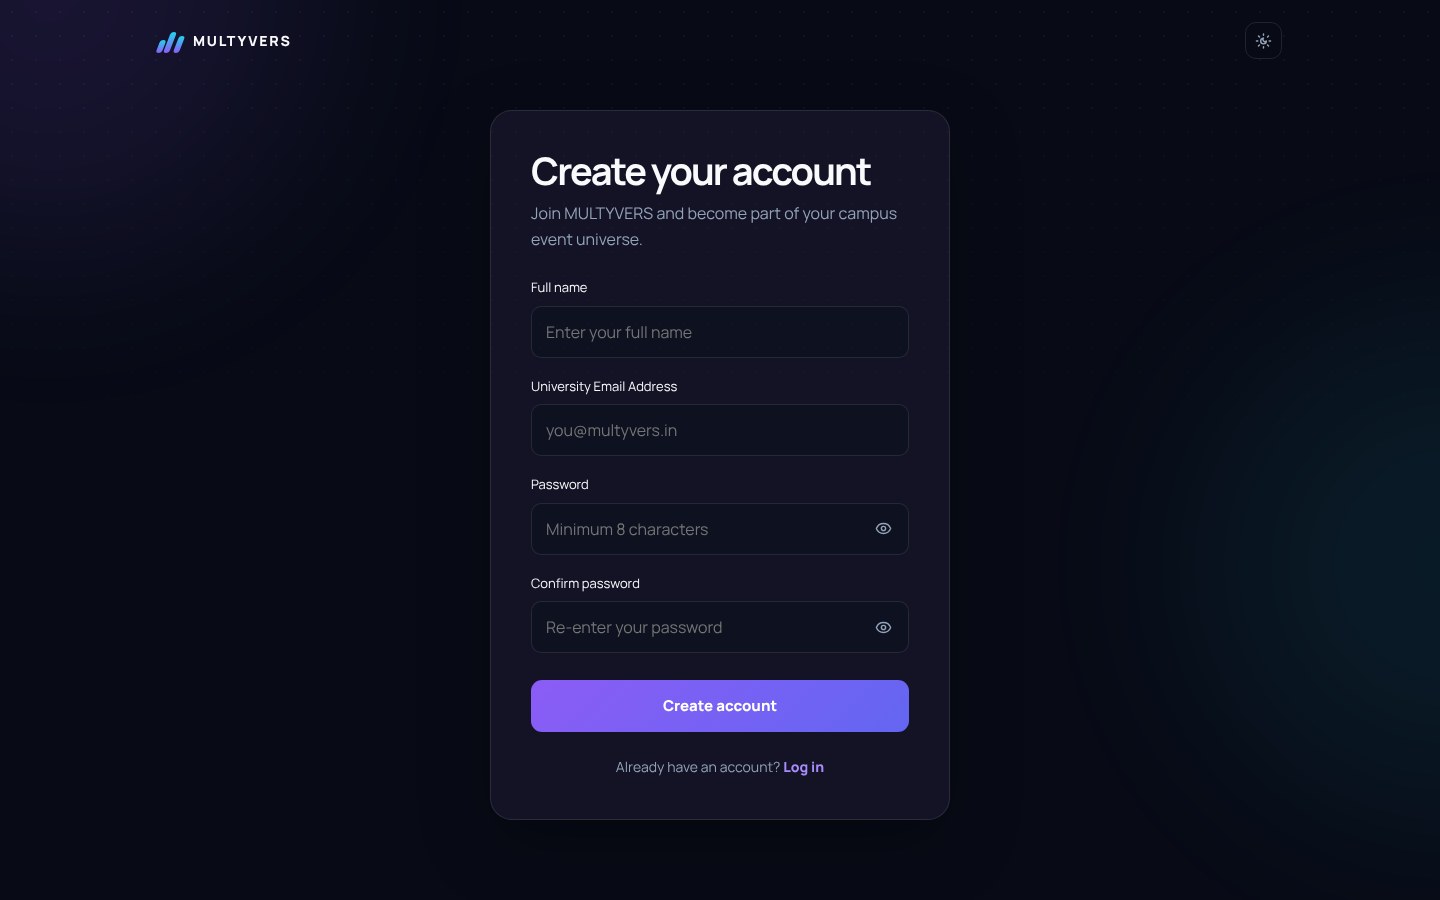 MULTYVERS
Create your account
Join MULTYVERS and become part of your campus
event universe.
Full name
Enter your full name
University Email Address
you@multyvers.in
Password
Minimum 8 characters
Confirm password
Re-enter your password
Create account
Already have an account? Log in